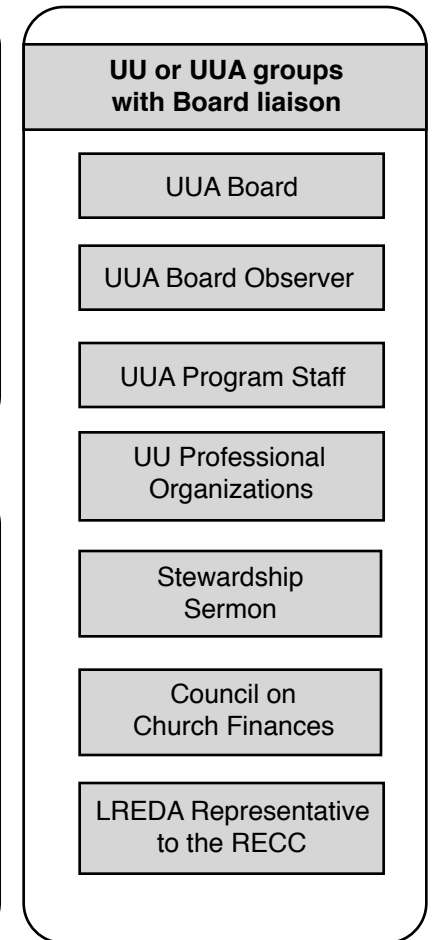 UU or UUA groups
with Board liaison
UUA Board
UUA Board Observer
UUA Program Staff
UU Professional
Organizations
Stewardship
Sermon
Council on
Church Finances
LREDA Representative
to the RECC